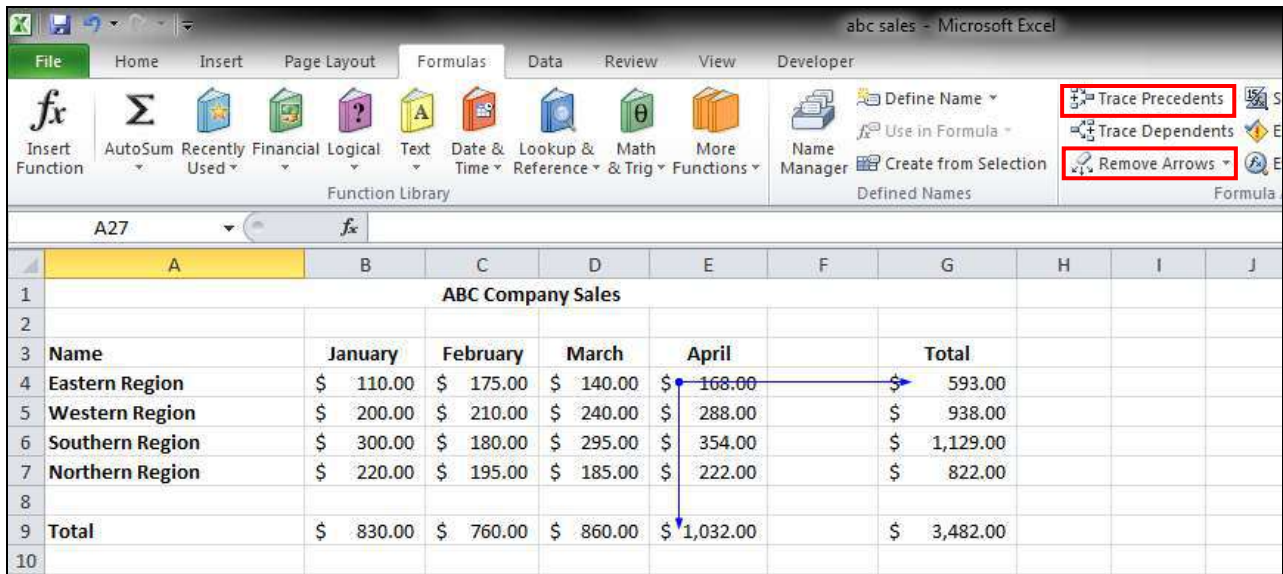 abc sales - Microsoft Excel
File Home Insert Page Layout Formulas Data Review View Developer
fx Insert Function
Σ AutoSum
Recently Used
Financial
Logical
Text
Date & Time
Lookup & Reference
Math & Trig
More Functions
Function Library
Name Manager
Define Name
Use in Formula
Create from Selection
Defined Names
Trace Precedents S
Trace Dependents E
Remove Arrows E
Formula
A27 fx
A B C D E F G H I J
1 ABC Company Sales
2
3 Name January February March April Total
4 Eastern Region $ 110.00 $ 175.00 $ 140.00 $ 168.00 $ 593.00
5 Western Region $ 200.00 $ 210.00 $ 240.00 $ 288.00 $ 938.00
6 Southern Region $ 300.00 $ 180.00 $ 295.00 $ 354.00 $ 1,129.00
7 Northern Region $ 220.00 $ 195.00 $ 185.00 $ 222.00 $ 822.00
8
9 Total $ 830.00 $ 760.00 $ 860.00 $ 1,032.00 $ 3,482.00
10